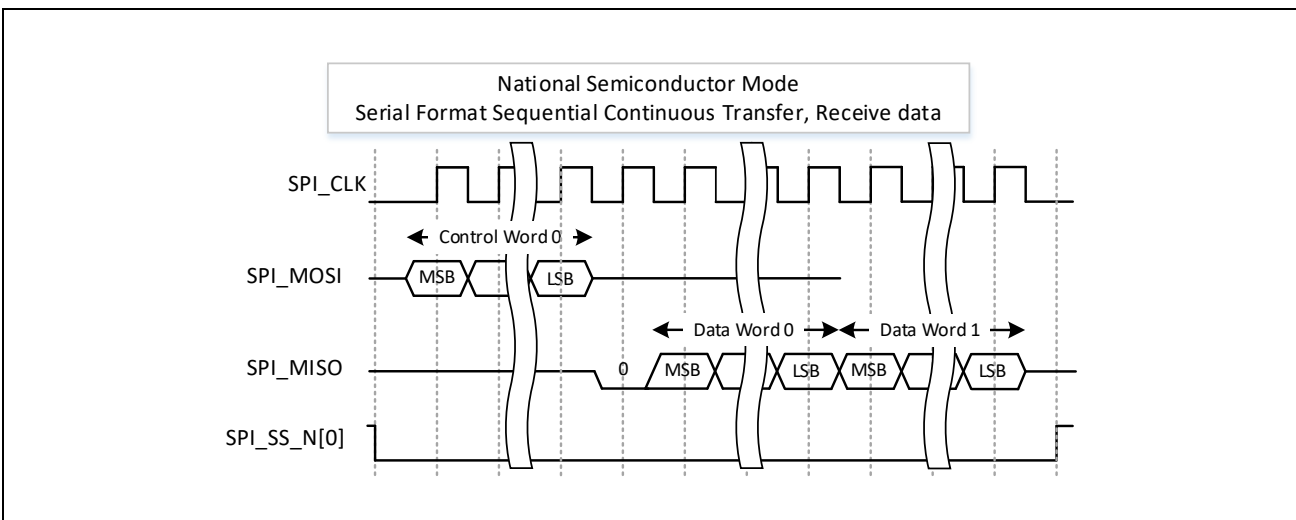 National Semiconductor Mode
Serial Format Sequential Continuous Transfer, Receive data
SPI_CLK
Control Word 0
SPI_MOSI
MSB
LSB
Data Word 0
Data Word 1
SPI_MISO
0
MSB
LSB
MSB
LSB
SPI_SS_N[0]